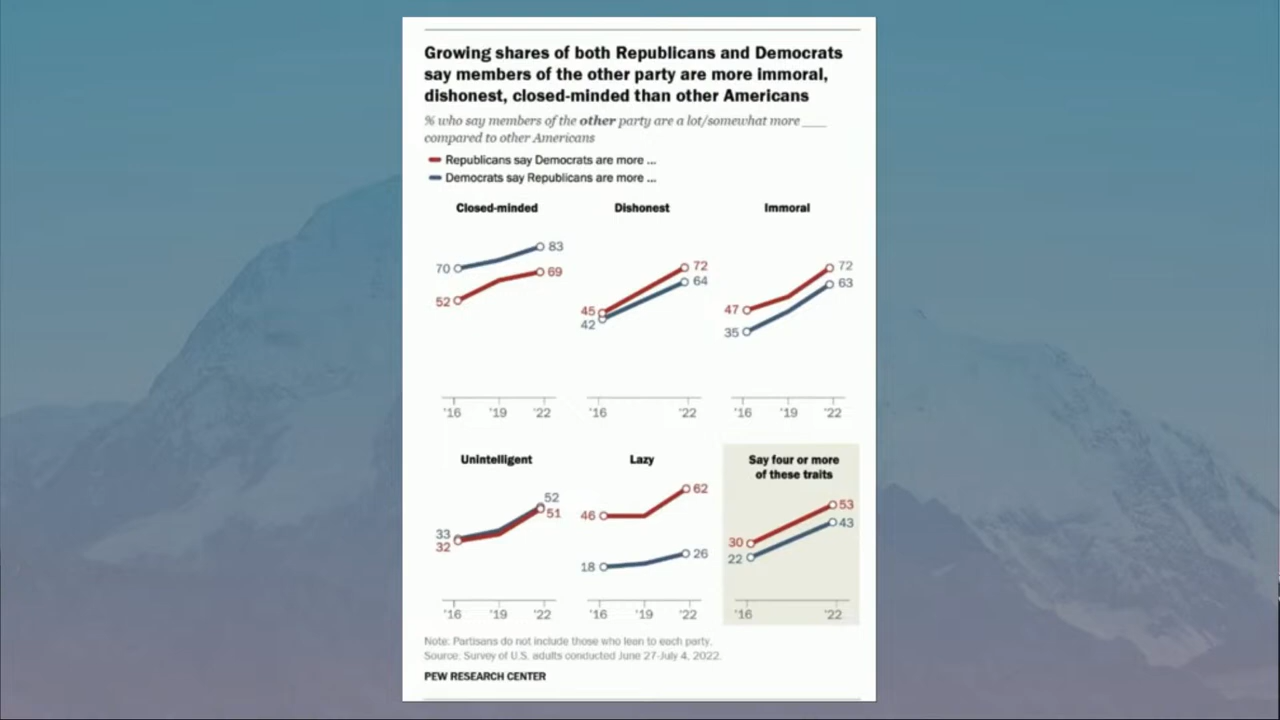 Growing shares of both Republicans and Democrats
say members of the other party are more immoral,
dishonest, closed-minded than other Americans
% who say members of the other party are a lot/somewhat more ___
compared to other Americans
Republicans say Democrats are more ...
Democrats say Republicans are more ...
Closed-minded
70
83
52
69
'16 '19 '22
Dishonest
45
72
42
64
'16 '22
Immoral
47
72
35
63
'16 '19 '22
Unintelligent
33
52
32
51
'16 '19 '22
Lazy
46
62
18
26
'16 '19 '22
Say four or more
of these traits
30
53
22
43
'16 '22
Note: Partisans do not include those who lean to each party.
Source: Survey of U.S. adults conducted June 27-July 4, 2022.
PEW RESEARCH CENTER